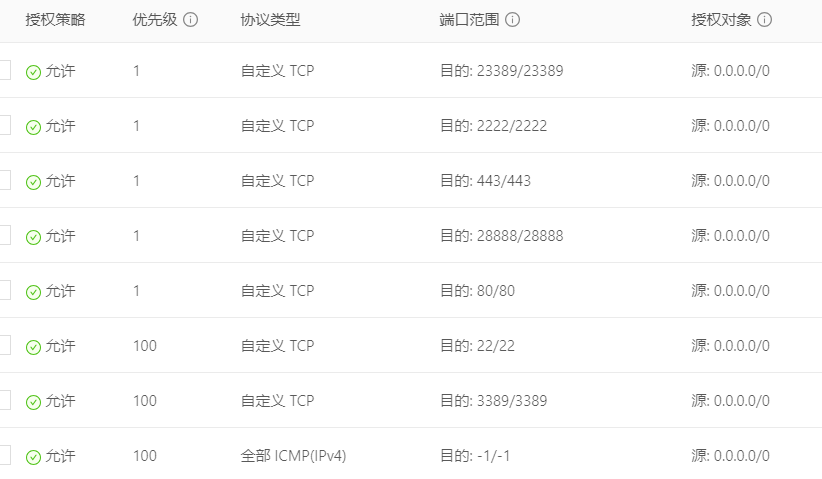 授权策略 优先级 协议类型 端口范围 授权对象
允许 1 自定义 TCP 目的: 23389/23389 源: 0.0.0.0/0
允许 1 自定义 TCP 目的: 2222/2222 源: 0.0.0.0/0
允许 1 自定义 TCP 目的: 443/443 源: 0.0.0.0/0
允许 1 自定义 TCP 目的: 28888/28888 源: 0.0.0.0/0
允许 1 自定义 TCP 目的: 80/80 源: 0.0.0.0/0
允许 100 自定义 TCP 目的: 22/22 源: 0.0.0.0/0
允许 100 自定义 TCP 目的: 3389/3389 源: 0.0.0.0/0
允许 100 全部 ICMP(IPv4) 目的: -1/-1 源: 0.0.0.0/0